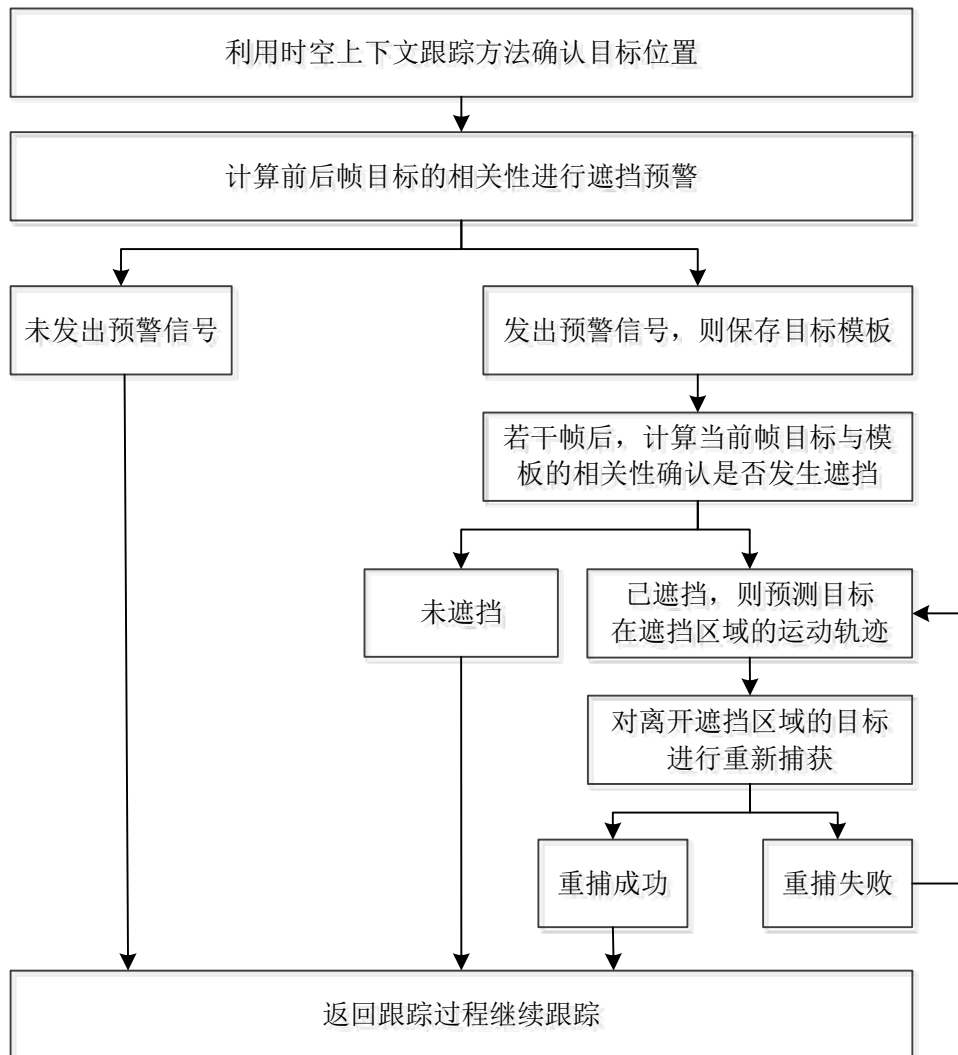 利用时空上下文跟踪方法确认目标位置
计算前后帧目标的相关性进行遮挡预警
未发出预警信号
发出预警信号，则保存目标模板
若干帧后，计算当前帧目标与模
板的相关性确认是否发生遮挡
未遮挡
已遮挡，则预测目标
在遮挡区域的运动轨迹
对离开遮挡区域的目标
进行重新捕获
重捕成功
重捕失败
返回跟踪过程继续跟踪